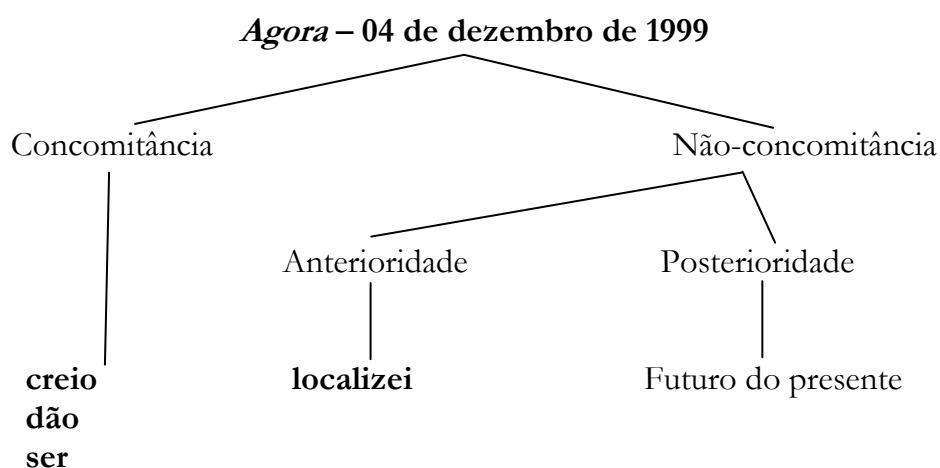 Agora – 04 de dezembro de 1999
Concomitância Não-concomitância
Anterioridade Posterioridade
creio localizei Futuro do presente
dão
ser